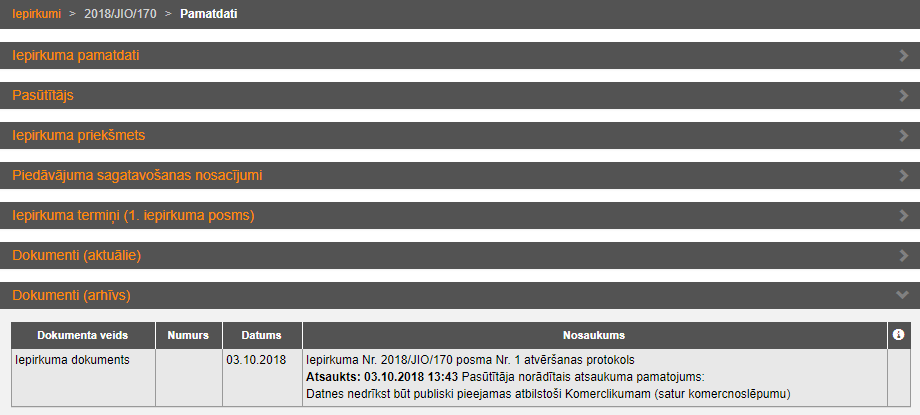 Iepirkumi > 2018/JIO/170 > Pamatdati
Iepirkuma pamatdati
Pasūtītājs
Iepirkuma priekšmets
Piedāvājuma sagatavošanas nosacījumi
Iepirkuma termiņi (1. iepirkuma posms)
Dokumenti (aktuālie)
Dokumenti (arhīvs)
Dokumenta veids Numurs Datums Nosaukums
Iepirkuma dokuments 03.10.2018 Iepirkuma Nr. 2018/JIO/170 posma Nr. 1 atvēršanas protokols
Atsaukts: 03.10.2018 13:43 Pasūtītāja norādītais atsaukuma pamatojums:
Datnes nedrīkst būt publiski pieejamas atbilstoši Komerclikumam (satur komercnoslēpumu)